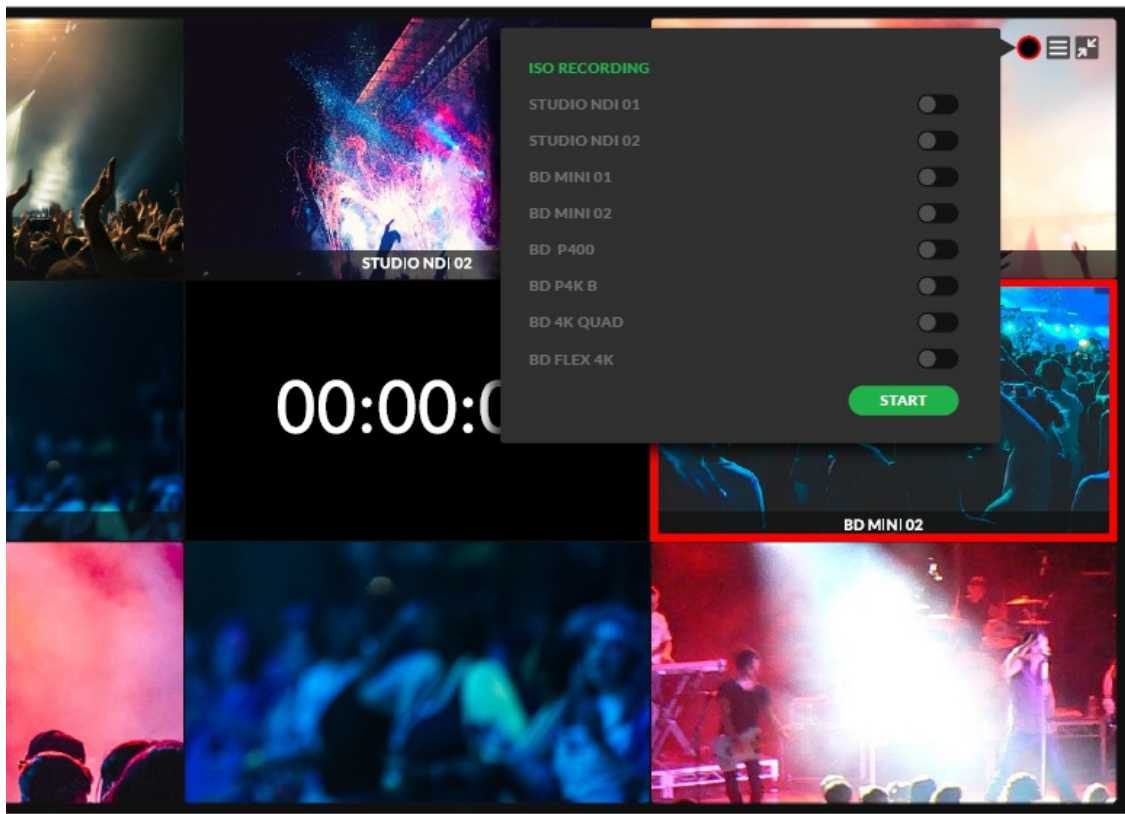 ISO RECORDING
STUDIO NDI 01
STUDIO NDI 02
BD MINI 01
BD MINI 02
BD P400
BD P4K B
BD 4K QUAD
BD FLEX 4K
START
STUDIO NDI 02
00:00:0
BD MINI 02